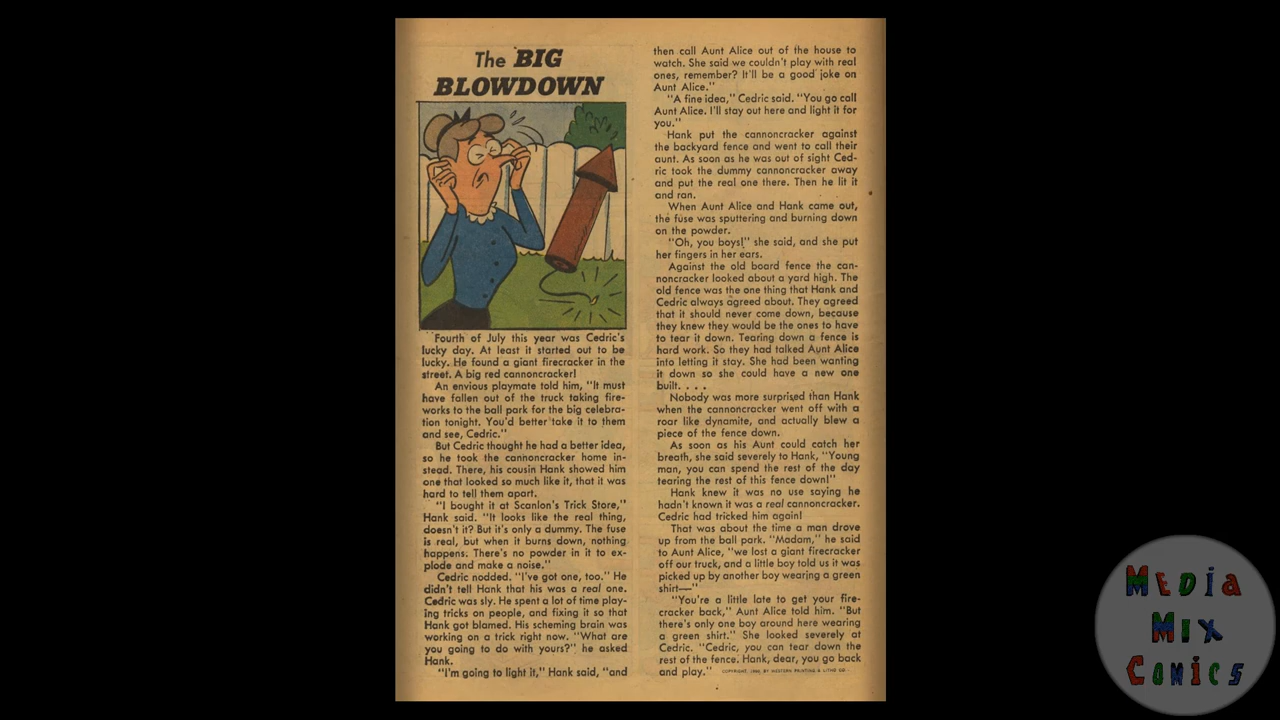 The BIG
BLOWDOWN
Fourth of July this year was Cedric's
lucky day. At least it started out to be
lucky. He found a giant firecracker in the
street. A big red cannoncracker!
An envious playmate told him, "It must
have fallen out of the truck taking fire-
works to the ball park for the big celebra-
tion tonight. You'd better take it to them
and see, Cedric."
But Cedric thought he had a better idea,
so he took the cannoncracker home in-
stead. There, his cousin Hank showed him
one that looked so much like it, that it was
hard to tell them apart.
"I bought it at Scanlon's Trick Store,"
Hank said. "It looks like the real thing,
doesn't it? But it's only a dummy. The fuse
is real, but when it burns down, nothing
happens. There's no powder in it to ex-
plode and make a noise."
Cedric nodded. "I've got one, too." He
didn't tell Hank that his was a real one.
Cedric was sly. He spent a lot of time play-
ing tricks on people, and fixing it so that
Hank got blamed. His scheming brain was
working on a trick right now. "What are
you going to do with yours?" he asked
Hank.
"I'm going to light it," Hank said, "and
then call Aunt Alice out of the house to
watch. She said we couldn't play with real
ones, remember? It'll be a good joke on
Aunt Alice."
"A fine idea," Cedric said. "You go call
Aunt Alice. I'll stay out here and light it for
you."
Hank put the cannoncracker against
the backyard fence and went to call their
aunt. As soon as he was out of sight Ced-
ric took the dummy cannoncracker away
and put the real one there. Then he lit it
and ran.
When Aunt Alice and Hank came out,
the fuse was sputtering and burning down
on the powder.
"Oh, you boys!" she said, and she put
her fingers in her ears.
Against the old board fence the can-
noncracker looked about a yard high. The
old fence was the one thing that Hank and
Cedric always agreed about. They agreed
that it should never come down, because
they knew they would be the ones to have
to tear it down. Tearing down a fence is
hard work. So they had talked Aunt Alice
into letting it stay. She had been wanting
it down so she could have a new one
built. . . .
Nobody was more surprised than Hank
when the cannoncracker went off with a
roar like dynamite, and actually blew a
piece of the fence down.
As soon as his Aunt could catch her
breath, she said severely to Hank, "Young
man, you can spend the rest of the day
tearing the rest of this fence down!"
Hank knew it was no use saying he
hadn't known it was a real cannoncracker.
Cedric had tricked him again!
That was about the time a man drove
up from the ball park. "Madam," he said
to Aunt Alice, "we lost a giant firecracker
off our truck, and a little boy told us it was
picked up by another boy wearing a green
shirt—"
"You're a little late to get your fire-
cracker back," Aunt Alice told him. "But
there's only one boy around here wearing
a green shirt." She looked severely at
Cedric. "Cedric, you can tear down the
rest of the fence. Hank, dear, you go back
and play." COPYRIGHT, BY WESTERN PRINTING & LITHO CO.
MEDIA
MIX
COMICS